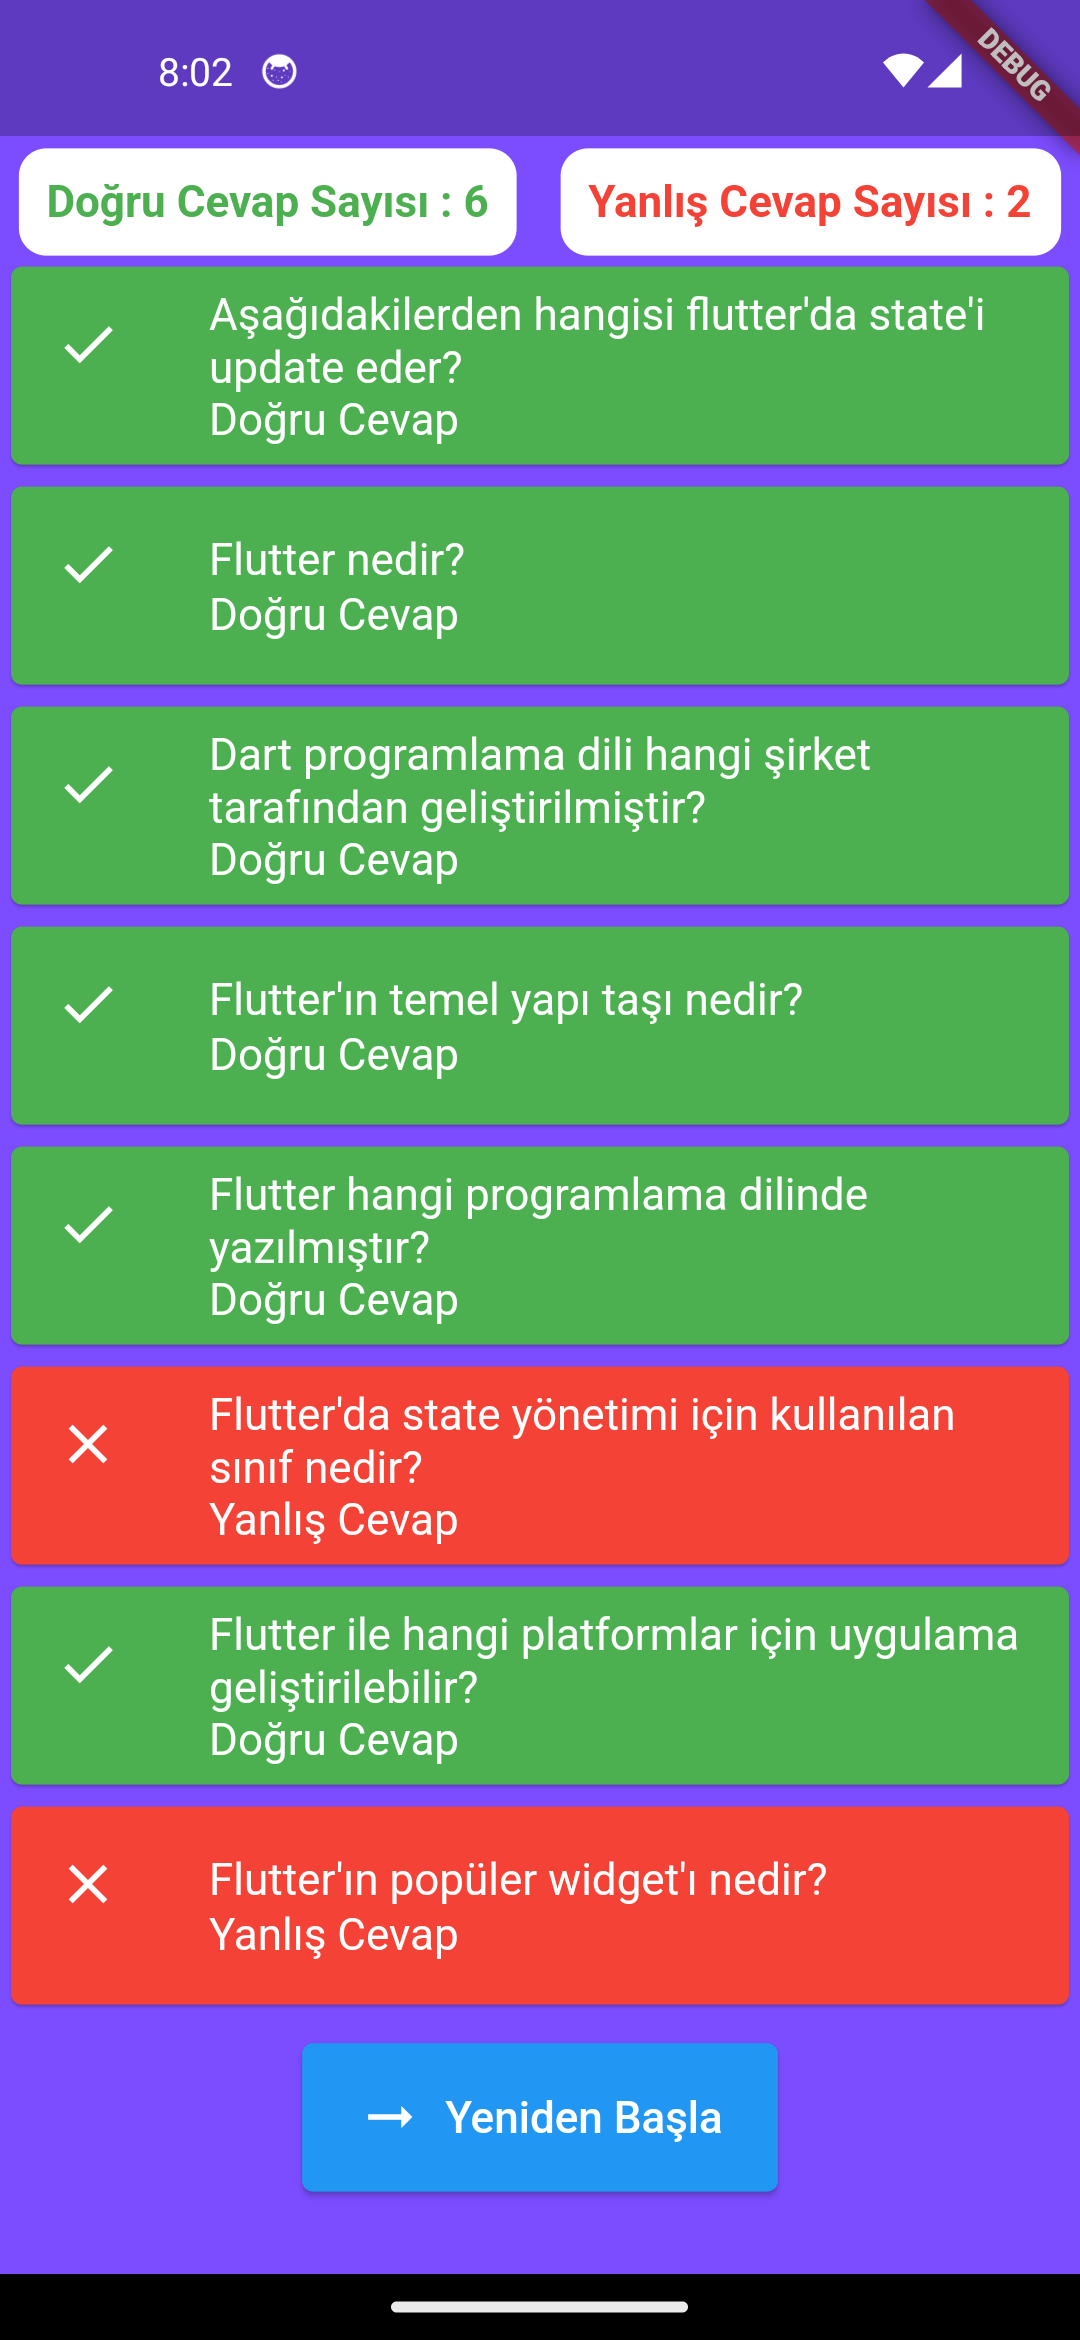 8:02
DEBUG
Doğru Cevap Sayısı : 6
Yanlış Cevap Sayısı : 2
Aşağıdakilerden hangisi flutter'da state'i
update eder?
Doğru Cevap
Flutter nedir?
Doğru Cevap
Dart programlama dili hangi şirket
tarafından geliştirilmiştir?
Doğru Cevap
Flutter'ın temel yapı taşı nedir?
Doğru Cevap
Flutter hangi programlama dilinde
yazılmıştır?
Doğru Cevap
Flutter'da state yönetimi için kullanılan
sınıf nedir?
Yanlış Cevap
Flutter ile hangi platformlar için uygulama
geliştirilebilir?
Doğru Cevap
Flutter'ın popüler widget'ı nedir?
Yanlış Cevap
Yeniden Başla